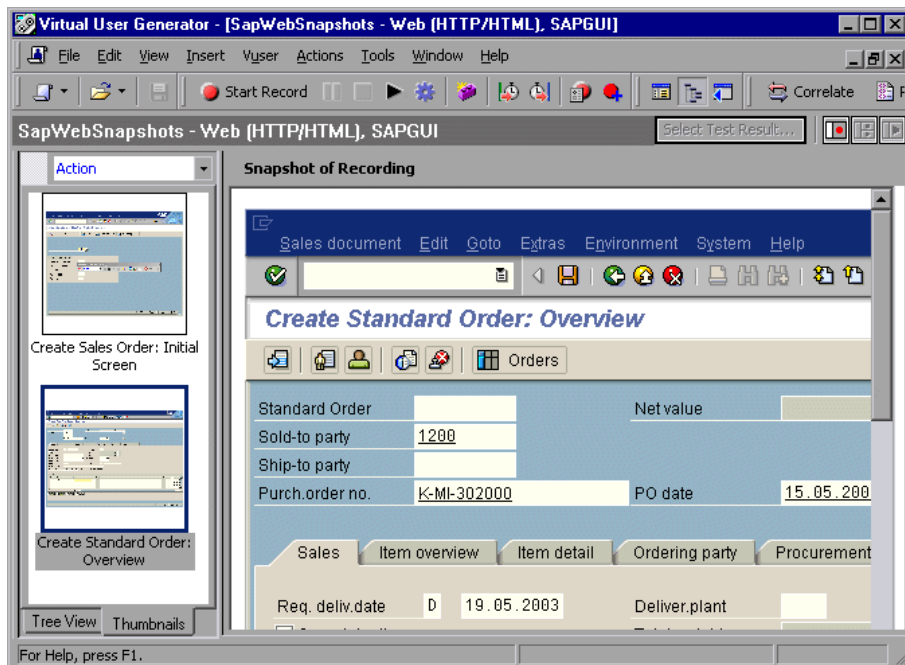 Virtual User Generator - [SapWebSnapshots - Web (HTTP/HTML), SAPGUI]
File Edit View Insert Vuser Actions Tools Window Help
Start Record Correlate
SapWebSnapshots - Web (HTTP/HTML), SAPGUI Select Test Result...
Action
Snapshot of Recording
Sales document Edit Goto Extras Environment System Help
Create Standard Order: Overview
Orders
Create Sales Order: Initial
Screen
Standard Order Net value
Sold-to party 1200
Ship-to party
Purch.order no. K-MI-302000 PO date 15.05.200
Create Standard Order:
Overview
Sales Item overview Item detail Ordering party Procurement
Req. deliv.date D 19.05.2003 Deliver.plant
Tree View Thumbnails
For Help, press F1.